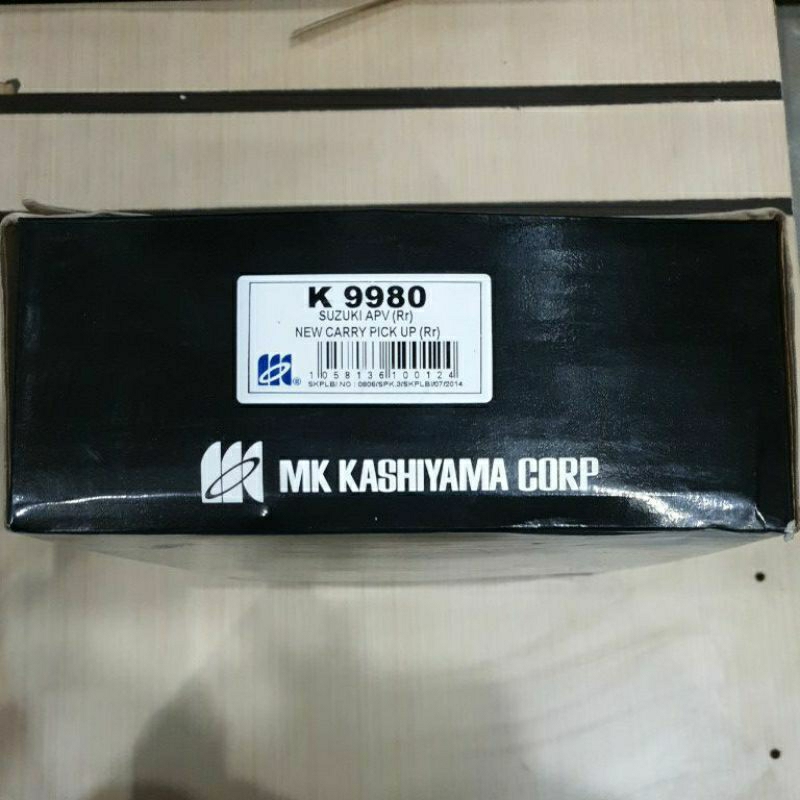 K 9980
SUZUKI APV (Rr)
NEW CARRY PICK UP (Rr)
1058136100124
SKPLBI NO : 0806/SPK.3/SKPLBI/07/2014
MK KASHIYAMA CORP